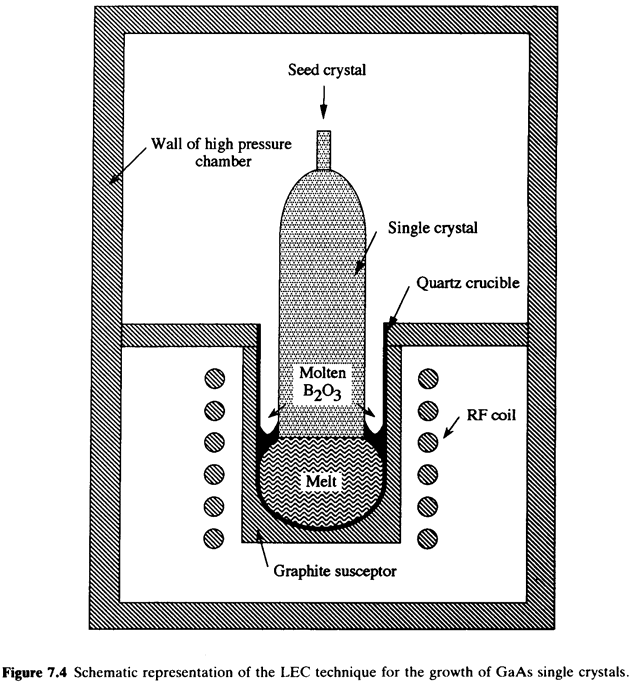 Seed crystal
Wall of high pressure
chamber
Single crystal
Quartz crucible
Molten
B₂O₃
RF coil
Melt
Graphite susceptor
Figure 7.4 Schematic representation of the LEC technique for the growth of GaAs single crystals.